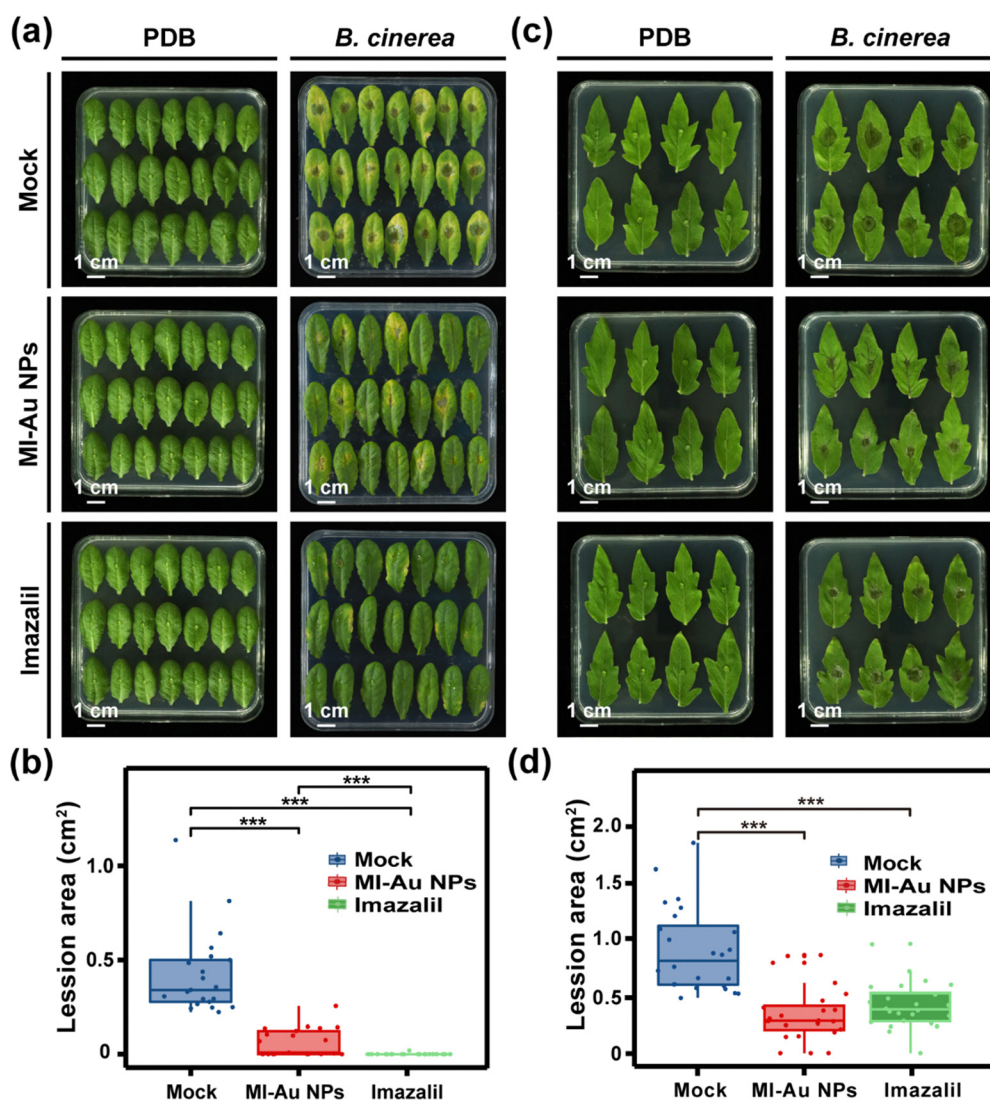 (a)
PDB
B. cinerea
(c)
PDB
B. cinerea
Mock
1 cm
1 cm
1 cm
1 cm
MI-Au NPs
1 cm
1 cm
1 cm
1 cm
Imazalil
1 cm
1 cm
1 cm
1 cm
(b)
Lession area (cm²)
1.0
0.5
0
***
***
***
Mock
MI-Au NPs
Imazalil
Mock
MI-Au NPs
Imazalil
(d)
Lession area (cm²)
2.0
1.5
1.0
0.5
0
***
***
Mock
MI-Au NPs
Imazalil
Mock
MI-Au NPs
Imazalil